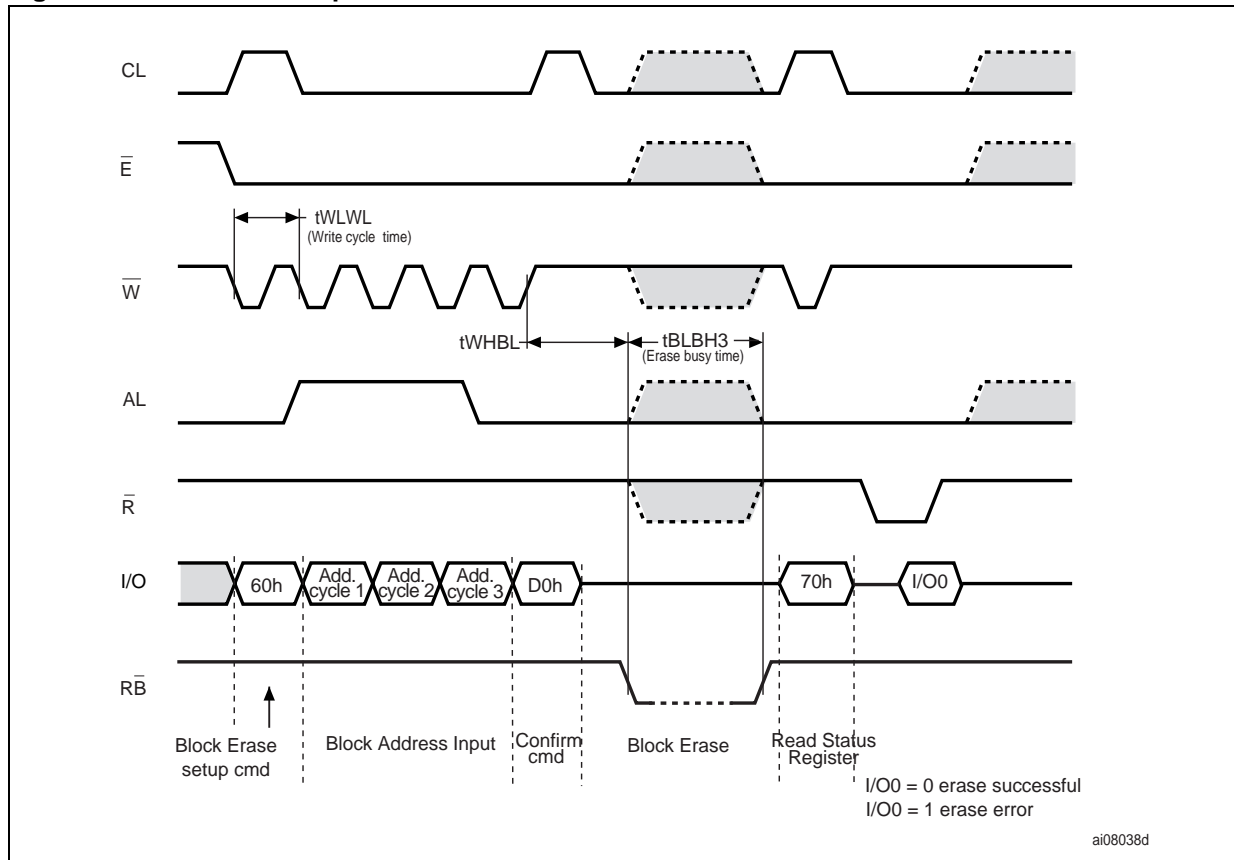 CL
E̅
tWLWL
(Write cycle time)
W̅
tWHBL
tBLBH3
(Erase busy time)
AL
R̅
I/O
60h
Add. cycle 1
Add. cycle 2
Add. cycle 3
D0h
70h
I/O0
RB̅
Block Erase
setup cmd
Block Address Input
Confirm
cmd
Block Erase
Read Status
Register
I/O0 = 0 erase successful
I/O0 = 1 erase error
ai08038d